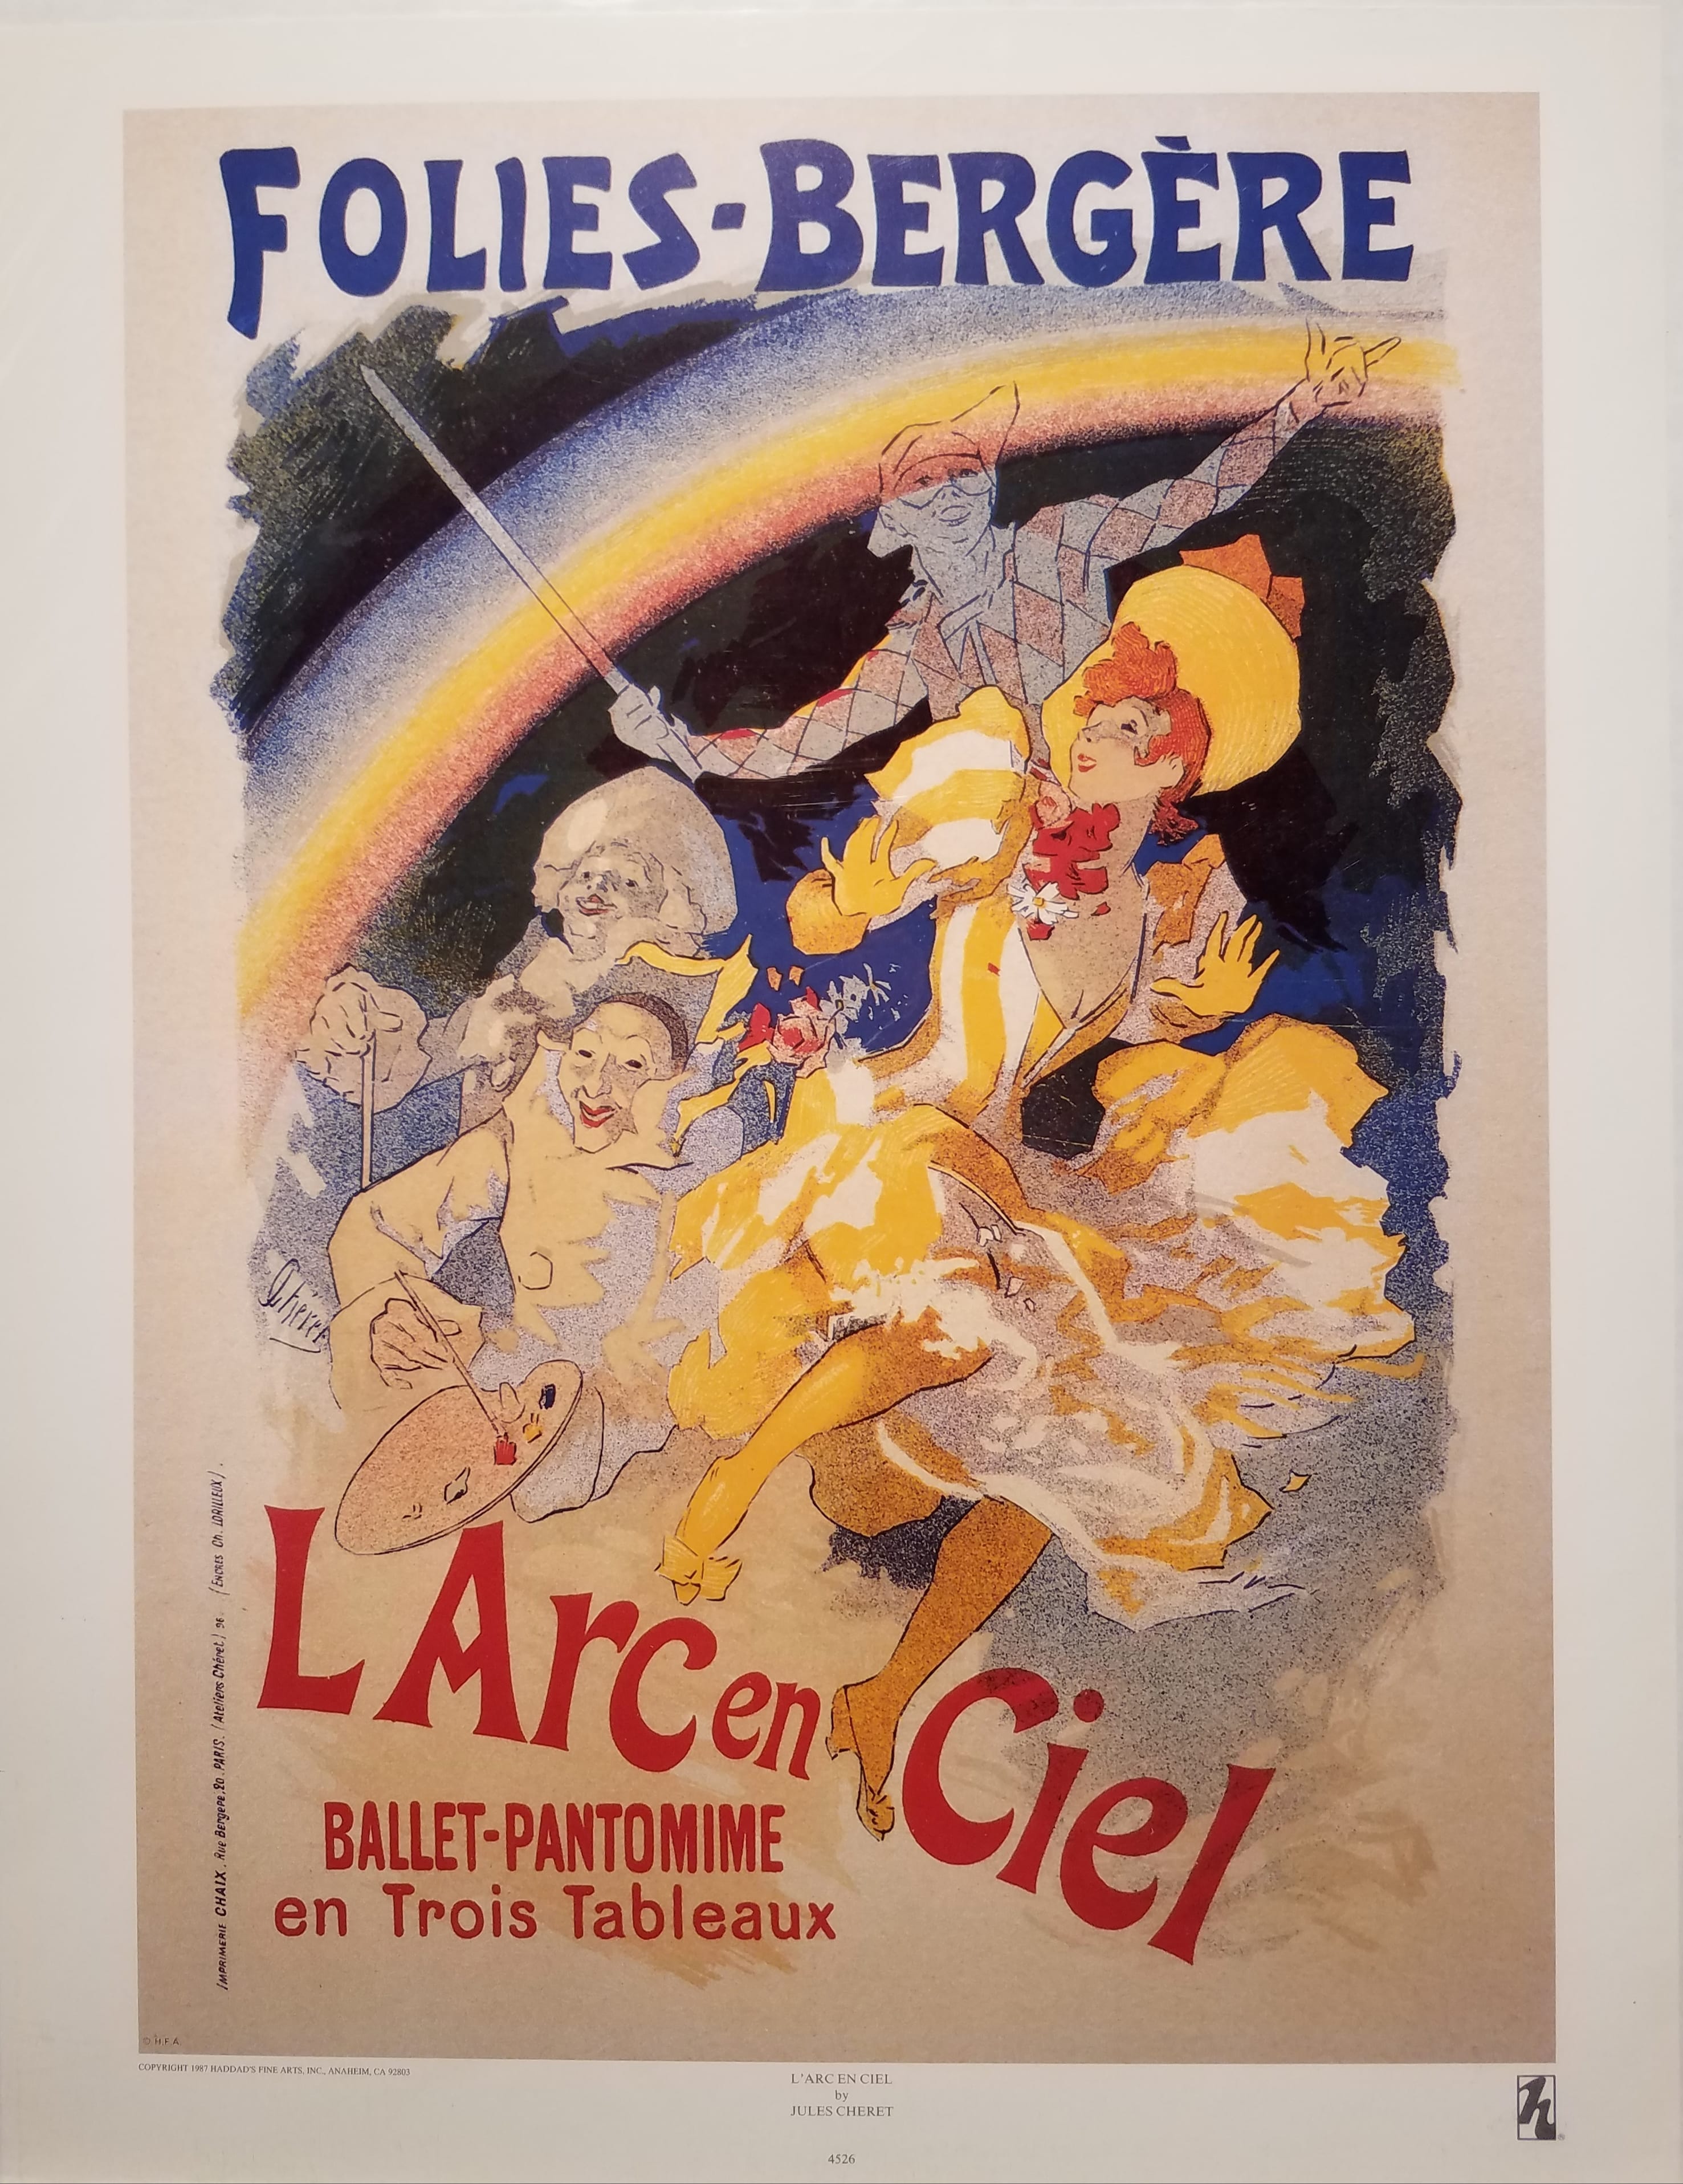 FOLIES-BERGÈRE
Chéret
L'Arc en Ciel
BALLET-PANTOMIME
en Trois Tableaux
IMPRIMERIE CHAIX, Rue Bergere, 20, PARIS. (Ateliers Chéret) 96 (ENCRES Ch. LORILLEUX).
© H.F.A.
COPYRIGHT 1987 HADDAD'S FINE ARTS, INC., ANAHEIM, CA 92803
L'ARC EN CIEL
by
JULES CHERET
h
®
4526